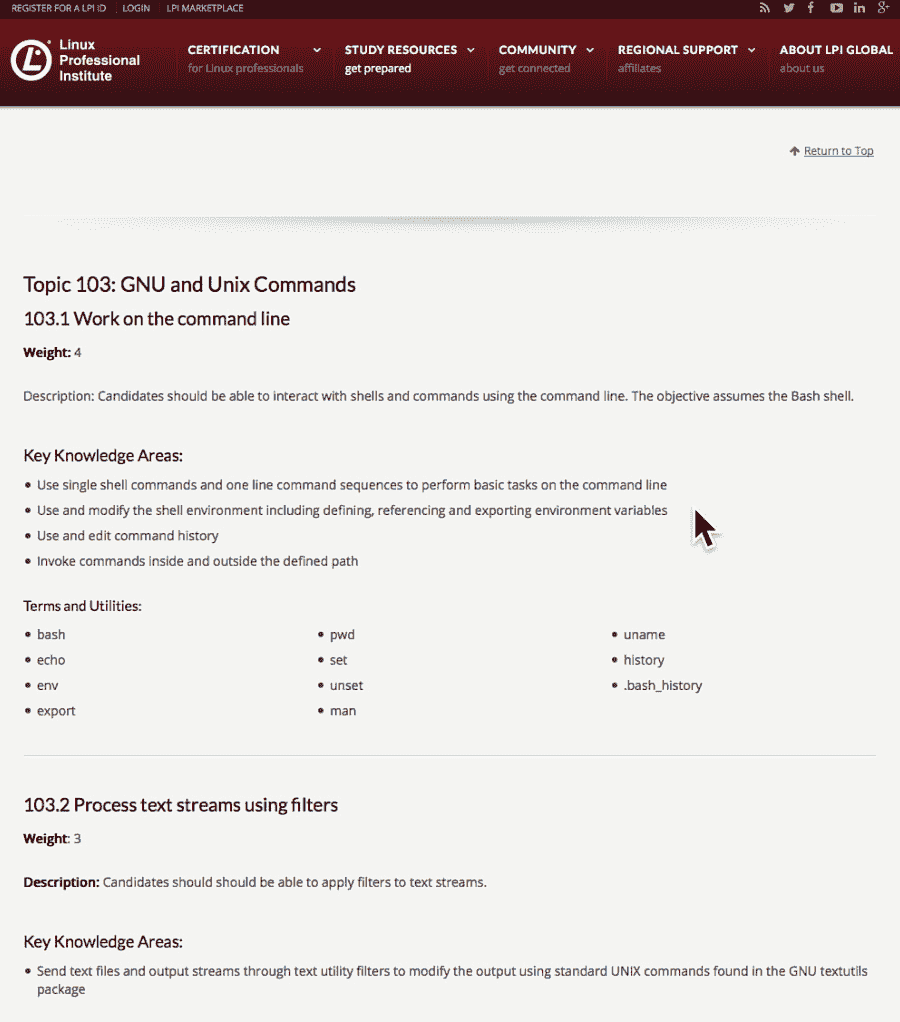 REGISTER FOR A LPI ID LOGIN LPI MARKETPLACE
Linux
Professional
Institute
CERTIFICATION
for Linux professionals
STUDY RESOURCES
get prepared
COMMUNITY
get connected
REGIONAL SUPPORT
affiliates
ABOUT LPI GLOBAL
about us
Return to Top
Topic 103: GNU and Unix Commands
103.1 Work on the command line
Weight: 4
Description: Candidates should be able to interact with shells and commands using the command line. The objective assumes the Bash shell.
Key Knowledge Areas:
• Use single shell commands and one line command sequences to perform basic tasks on the command line
• Use and modify the shell environment including defining, referencing and exporting environment variables
• Use and edit command history
• Invoke commands inside and outside the defined path
Terms and Utilities:
• bash • pwd • uname
• echo • set • history
• env • unset • .bash_history
• export • man
103.2 Process text streams using filters
Weight: 3
Description: Candidates should should be able to apply filters to text streams.
Key Knowledge Areas:
• Send text files and output streams through text utility filters to modify the output using standard UNIX commands found in the GNU textutils
package